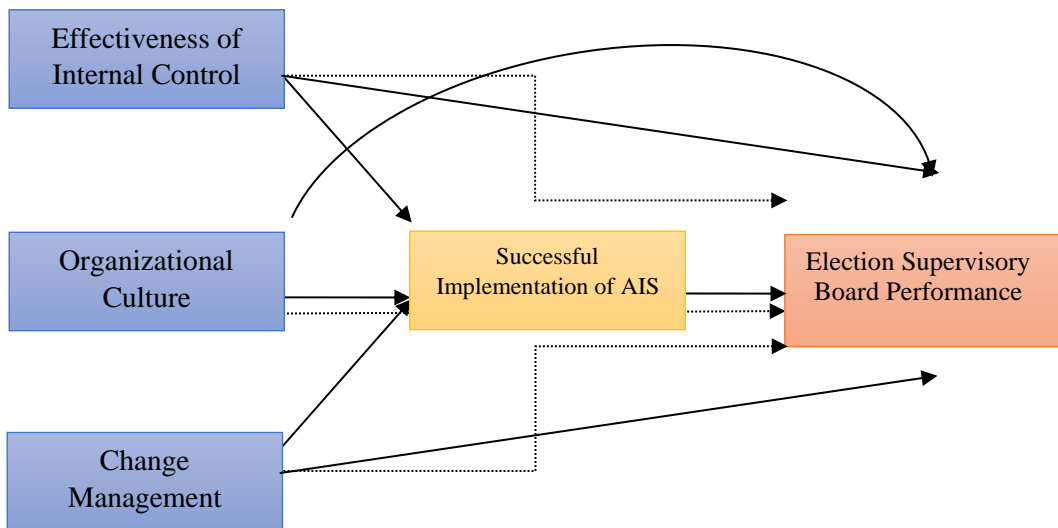 Effectiveness of
Internal Control
Organizational
Culture
Successful
Implementation of AIS
Election Supervisory
Board Performance
Change
Management